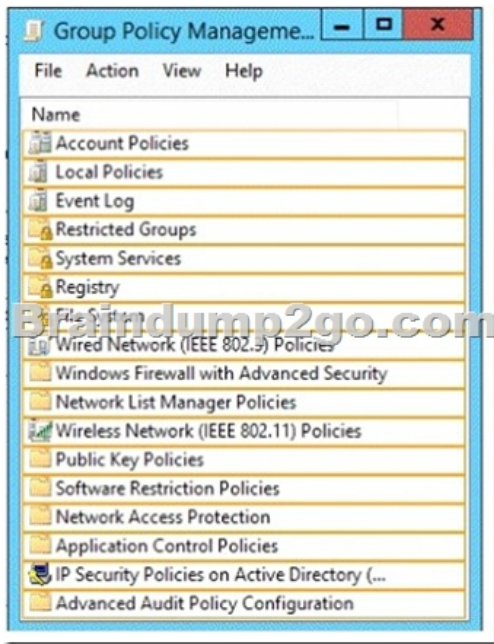 Group Policy Manageme...
File Action View Help
Name
Account Policies
Local Policies
Event Log
Restricted Groups
System Services
Registry
File System
Braindump2go.com
Wired Network (IEEE 802.3) Policies
Windows Firewall with Advanced Security
Network List Manager Policies
Wireless Network (IEEE 802.11) Policies
Public Key Policies
Software Restriction Policies
Network Access Protection
Application Control Policies
IP Security Policies on Active Directory (...
Advanced Audit Policy Configuration